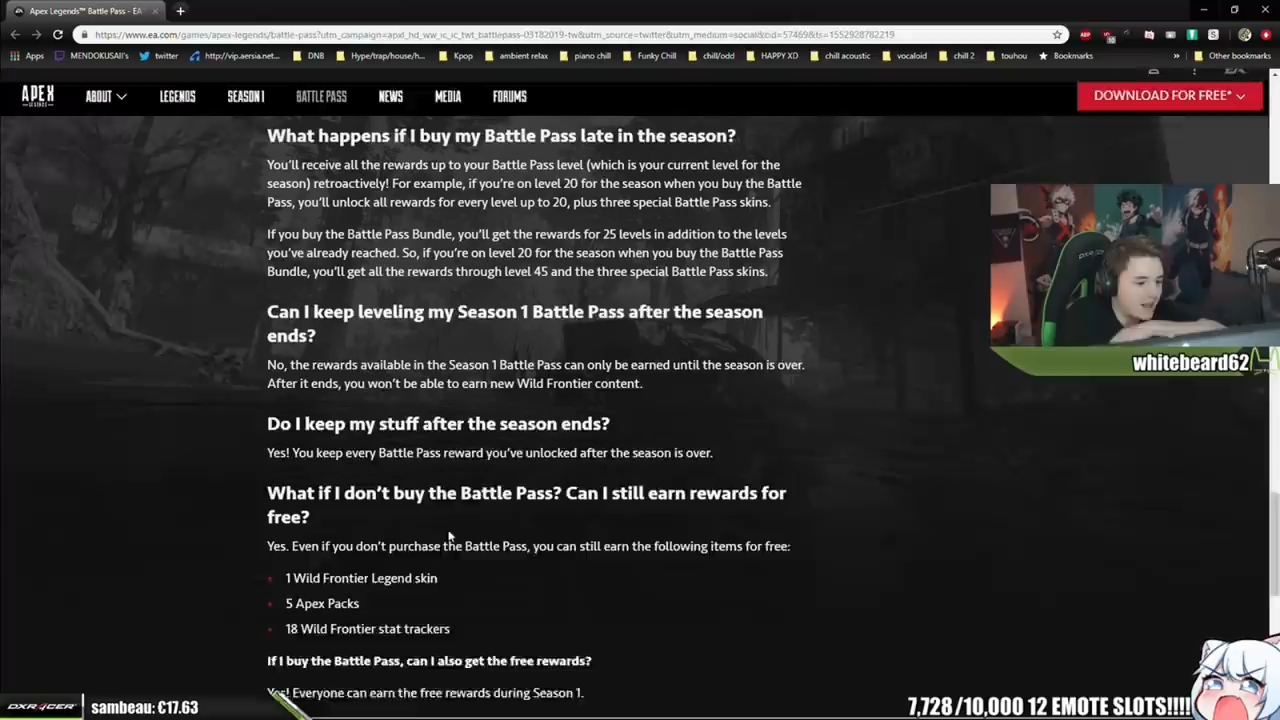 Apex Legends™ Battle Pass - EA
https://www.ea.com/games/apex-legends/battle-pass?utm_campaign=apxl_hd_ww_ic_ic_twt_battlepass-03182019-tw&utm_source=twitter&utm_medium=social&cid=57469&ts=1552928782219
Apps MENDOKUSAII's twitter http://vip.aersia.net... DNB Hype/trap/house/h... Kpop ambient relax piano chill Funky Chill chill/odd HAPPY XD chill acoustic vocaloid chill 2 touhou Bookmarks » Other bookmarks
APEX LEGENDS ABOUT LEGENDS SEASON 1 BATTLE PASS NEWS MEDIA FORUMS DOWNLOAD FOR FREE*
What happens if I buy my Battle Pass late in the season?
You'll receive all the rewards up to your Battle Pass level (which is your current level for the
season) retroactively! For example, if you're on level 20 for the season when you buy the Battle
Pass, you'll unlock all rewards for every level up to 20, plus three special Battle Pass skins.
If you buy the Battle Pass Bundle, you'll get the rewards for 25 levels in addition to the levels
you've already reached. So, if you're on level 20 for the season when you buy the Battle Pass
Bundle, you'll get all the rewards through level 45 and the three special Battle Pass skins.
Can I keep leveling my Season 1 Battle Pass after the season
ends?
No, the rewards available in the Season 1 Battle Pass can only be earned until the season is over.
After it ends, you won't be able to earn new Wild Frontier content.
Do I keep my stuff after the season ends?
Yes! You keep every Battle Pass reward you've unlocked after the season is over.
What if I don't buy the Battle Pass? Can I still earn rewards for
free?
Yes. Even if you don't purchase the Battle Pass, you can still earn the following items for free:
1 Wild Frontier Legend skin
5 Apex Packs
18 Wild Frontier stat trackers
If I buy the Battle Pass, can I also get the free rewards?
Yes! Everyone can earn the free rewards during Season 1.
DXRACER
whitebeard62
DXRACER sambeau: €17.63
7,728 /10,000 12 EMOTE SLOTS!!!!